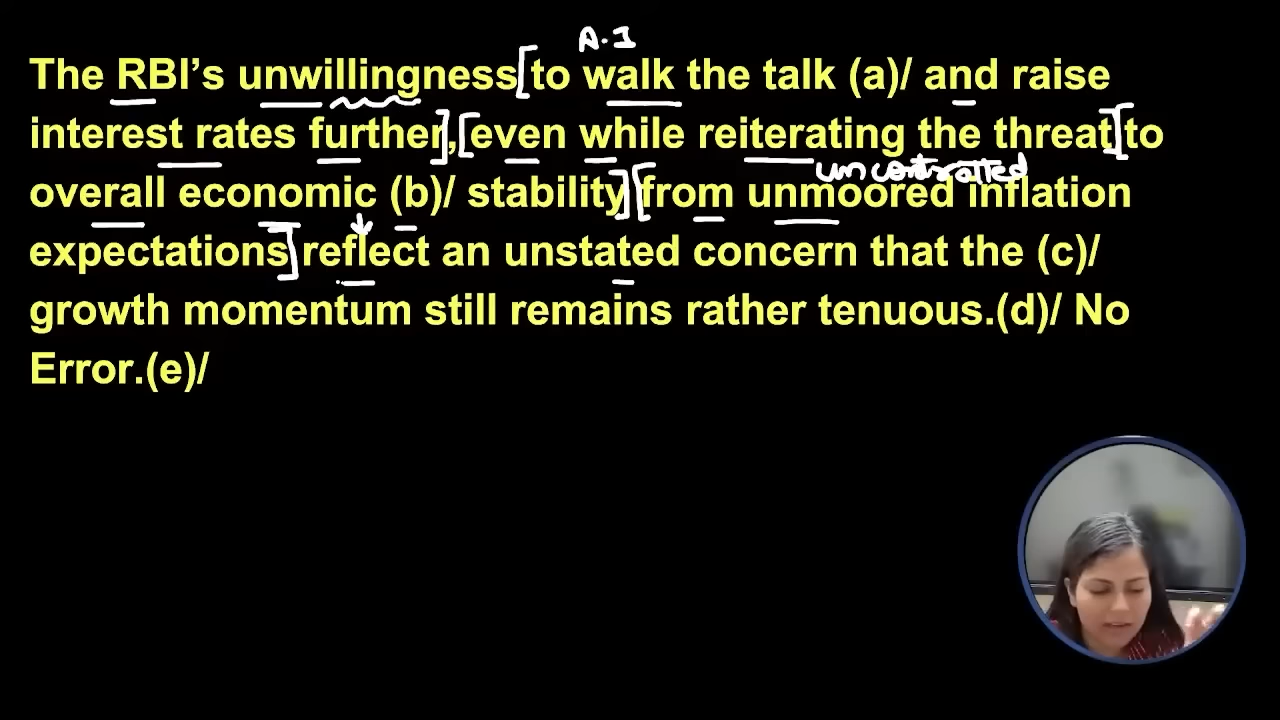 A.I
The RBI's unwillingness [to walk the talk (a)/ and raise
interest rates further], [even while reiterating the threat] [to
uncontrolled
overall economic (b)/ stability] [from unmoored inflation
expectations] reflect an unstated concern that the (c)/
growth momentum still remains rather tenuous.(d)/ No
Error.(e)/